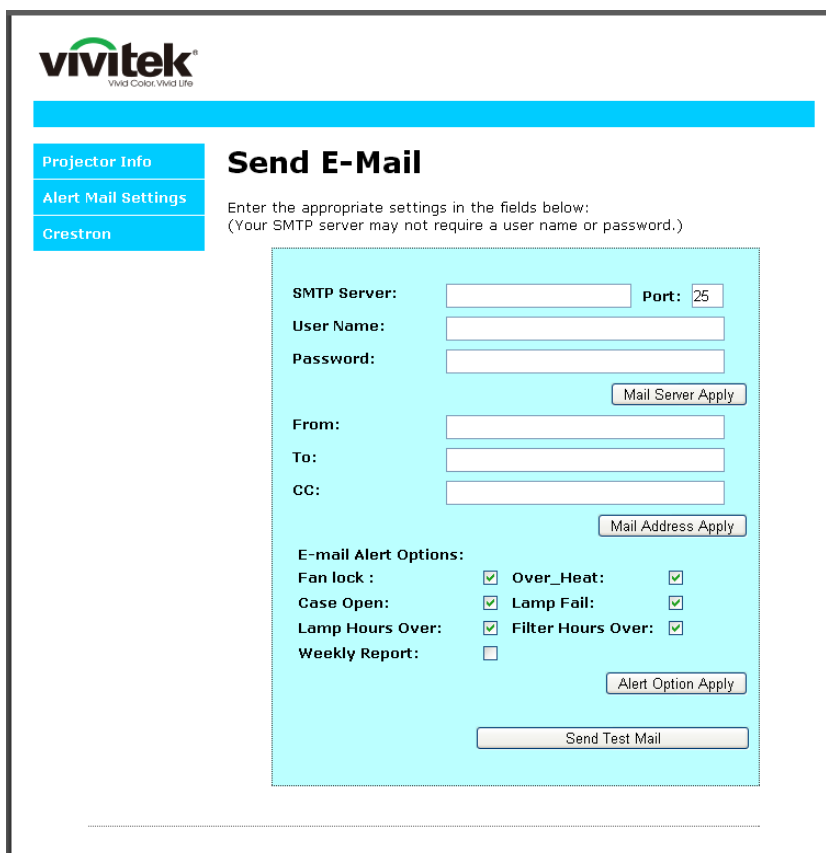 vivitek®
Vivid Color, Vivid Life
Projector Info
Alert Mail Settings
Crestron
Send E-Mail
Enter the appropriate settings in the fields below:
(Your SMTP server may not require a user name or password.)
SMTP Server: Port: 25
User Name:
Password:
Mail Server Apply
From:
To:
CC:
Mail Address Apply
E-mail Alert Options:
Fan lock : Over_Heat:
Case Open: Lamp Fail:
Lamp Hours Over: Filter Hours Over:
Weekly Report:
Alert Option Apply
Send Test Mail